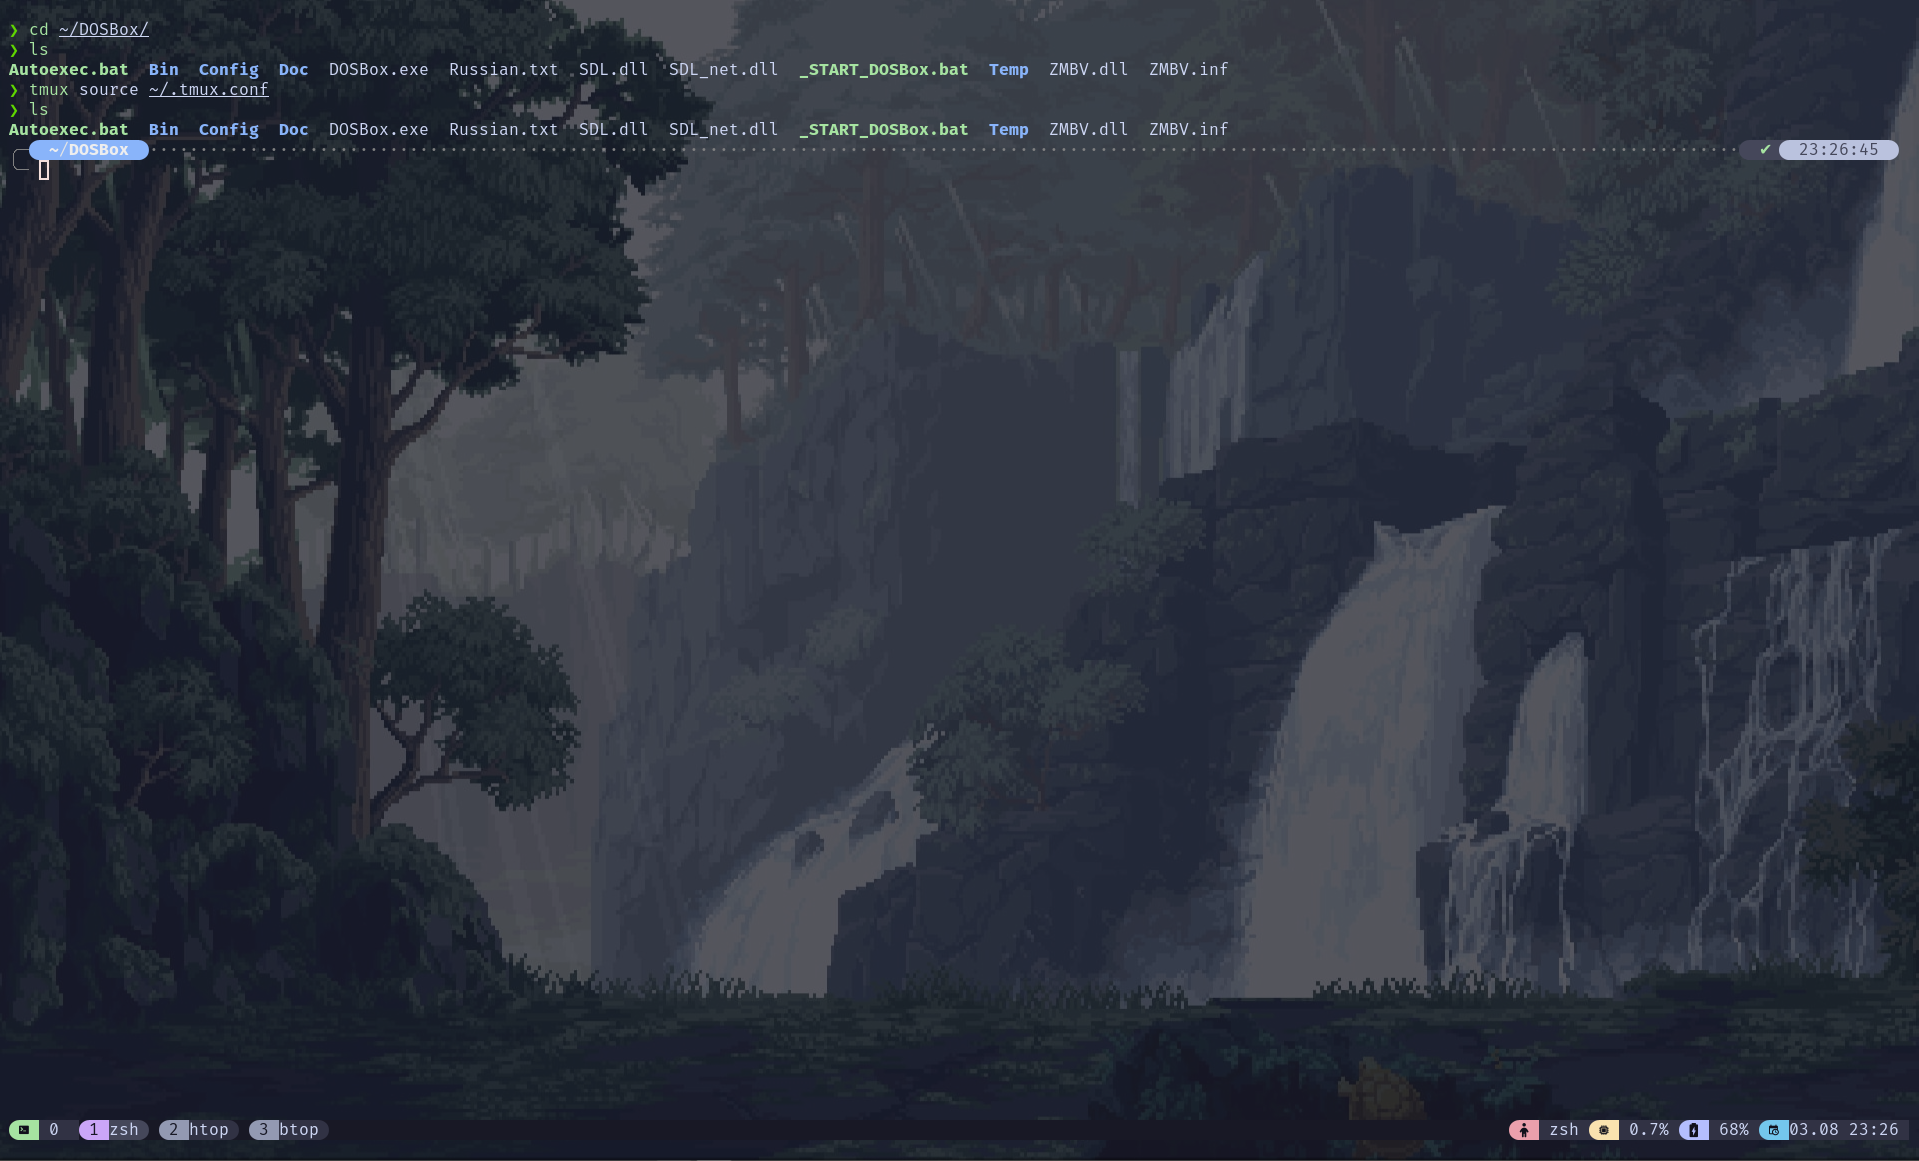 ❯ cd ~/DOSBox/
❯ ls
Autoexec.bat  Bin  Config  Doc  DOSBox.exe  Russian.txt  SDL.dll  SDL_net.dll  _START_DOSBox.bat  Temp  ZMBV.dll  ZMBV.inf
❯ tmux source ~/.tmux.conf
❯ ls
Autoexec.bat  Bin  Config  Doc  DOSBox.exe  Russian.txt  SDL.dll  SDL_net.dll  _START_DOSBox.bat  Temp  ZMBV.dll  ZMBV.inf
~/DOSBox ✔ 23:26:45
0 1 zsh 2 htop 3 btop zsh 0.7% 68% 03.08 23:26